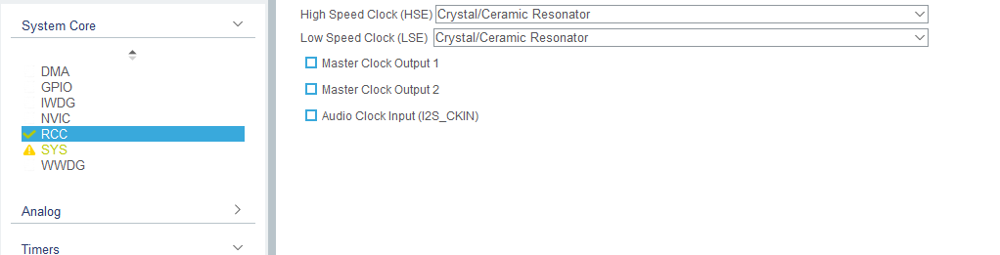 System Core
DMA
GPIO
IWDG
NVIC
RCC
SYS
WWDG
Analog
Timers
High Speed Clock (HSE) Crystal/Ceramic Resonator
Low Speed Clock (LSE) Crystal/Ceramic Resonator
Master Clock Output 1
Master Clock Output 2
Audio Clock Input (I2S_CKIN)